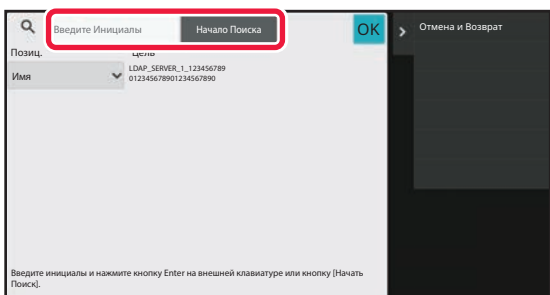 Введите Инициалы
Начало Поиска
OK
Отмена и Возврат
Позиц.
Цель
Имя
LDAP_SERVER_1_123456789
012345678901234567890
Введите инициалы и нажмите кнопку Enter на внешней клавиатуре или кнопку [Начать
Поиск].